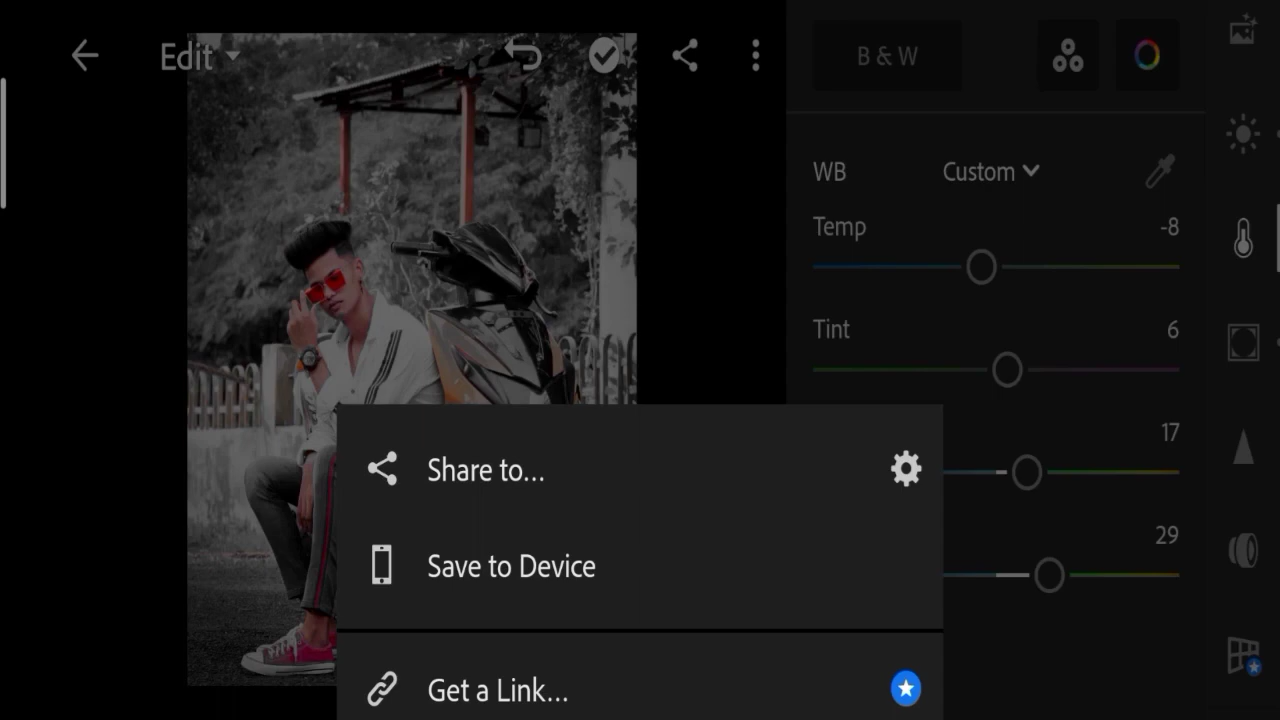 Edit
B & W
WB
Custom
Temp
-8
Tint
6
17
29
Share to...
Save to Device
Get a Link...